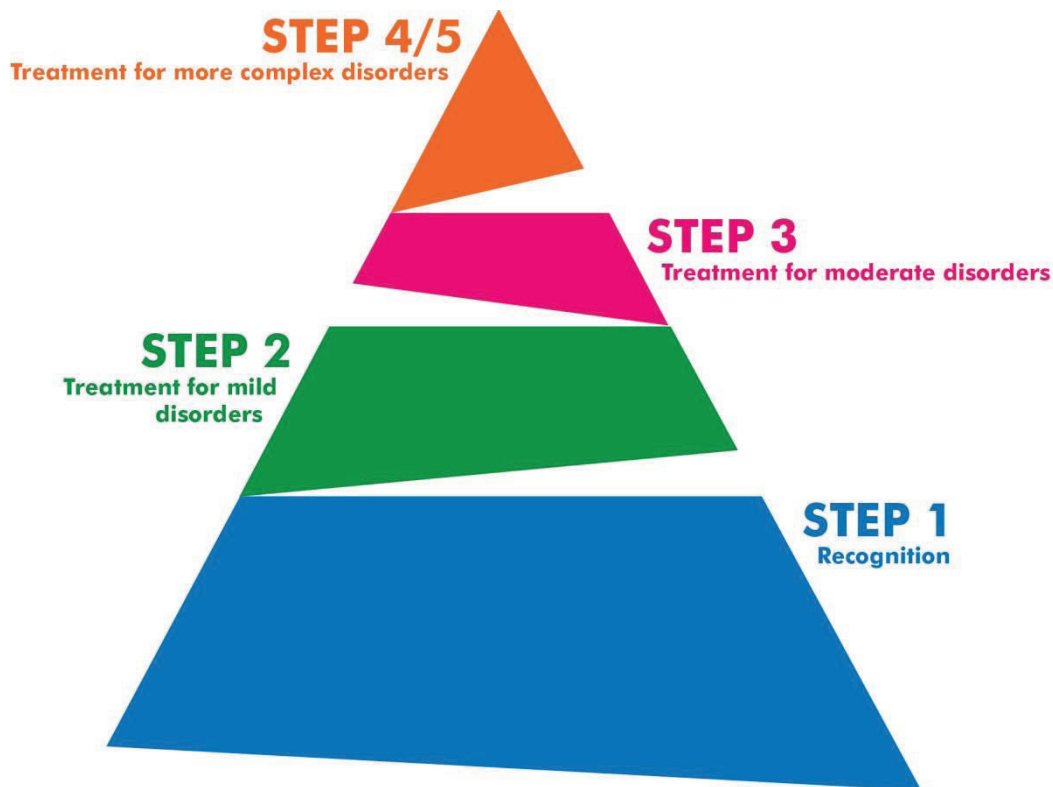 STEP 4/5
Treatment for more complex disorders
STEP 3
Treatment for moderate disorders
STEP 2
Treatment for mild
disorders
STEP 1
Recognition